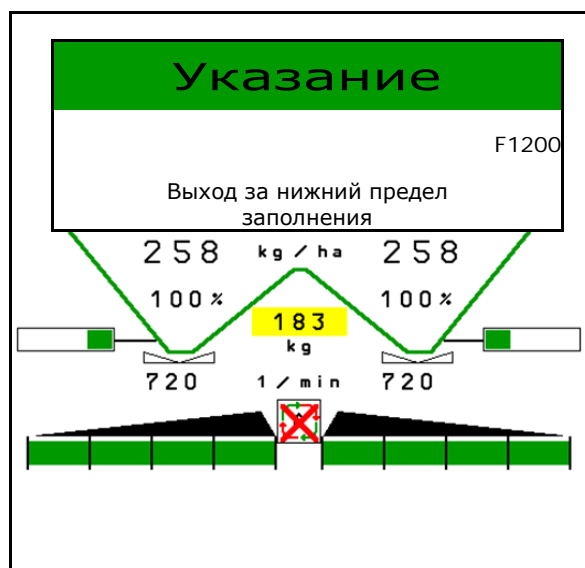 Указание
F1200
Выход за нижний предел
заполнения
258 kg/ha 258
100% 100%
183
kg
720 1/min 720